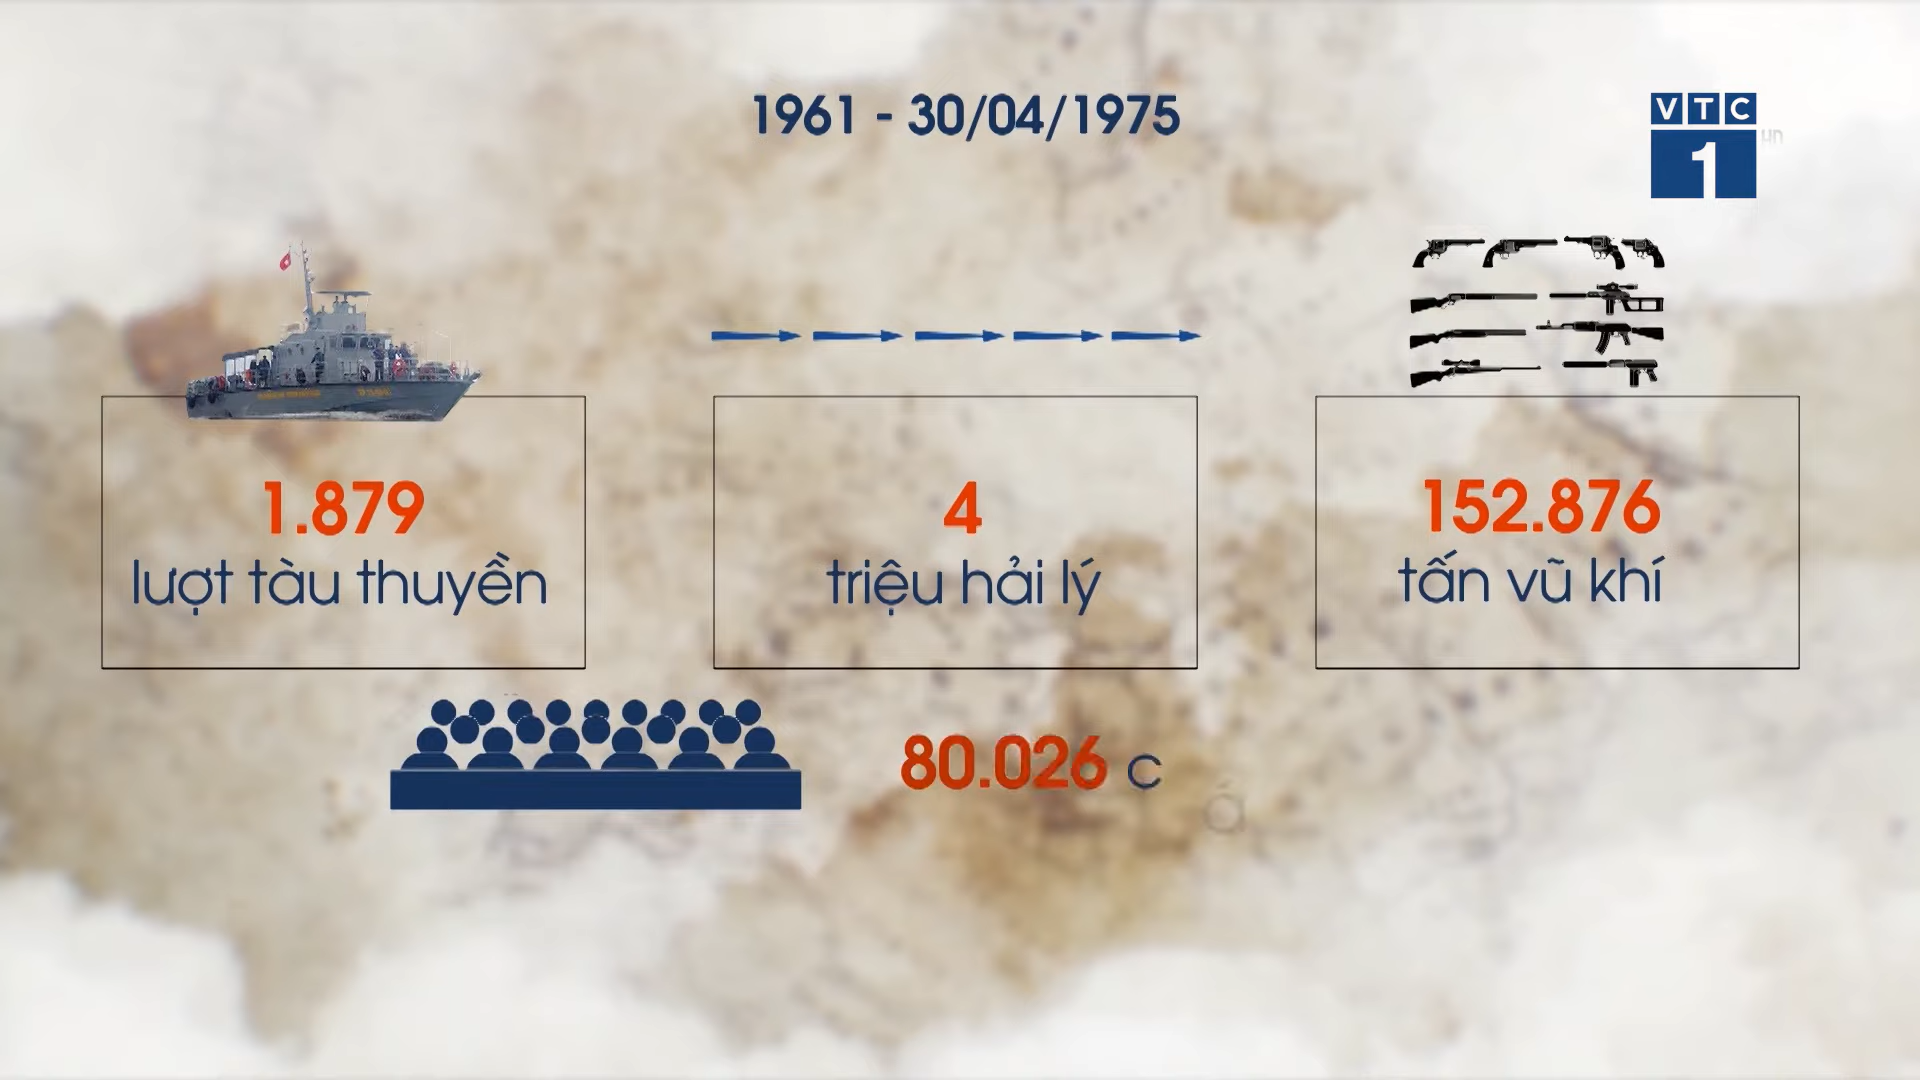 1961 - 30/04/1975
VTC
1
1.879
lượt tàu thuyền
4
triệu hải lý
152.876
tấn vũ khí
80.026 c